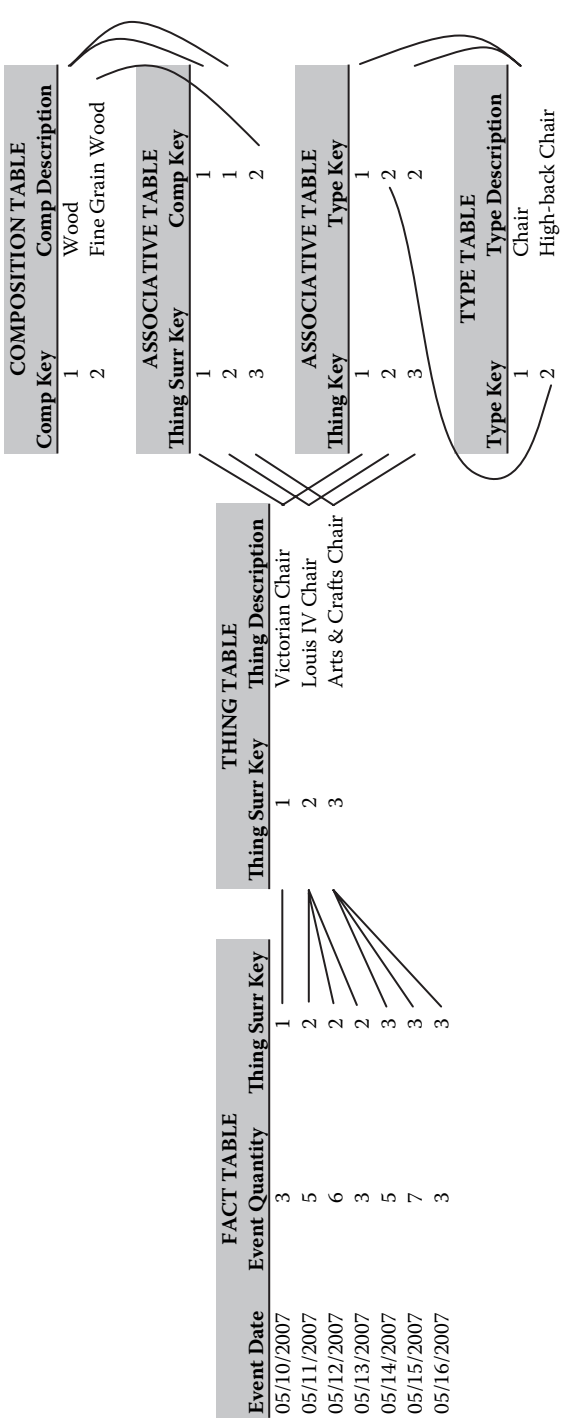 COMPOSITION TABLE
Comp Key Comp Description
1 Wood
2 Fine Grain Wood
ASSOCIATIVE TABLE
Thing Surr Key Comp Key
1 1
2 1
3 2
ASSOCIATIVE TABLE
Thing Key Type Key
1 1
2 2
3 2
TYPE TABLE
Type Key Type Description
1 Chair
2 High-back Chair
THING TABLE
Thing Surr Key Thing Description
1 Victorian Chair
2 Louis IV Chair
3 Arts & Crafts Chair
FACT TABLE
Event Date Event Quantity Thing Surr Key
05/10/2007 3 1
05/11/2007 5 2
05/12/2007 6 2
05/13/2007 3 2
05/14/2007 5 3
05/15/2007 7 3
05/16/2007 3 3